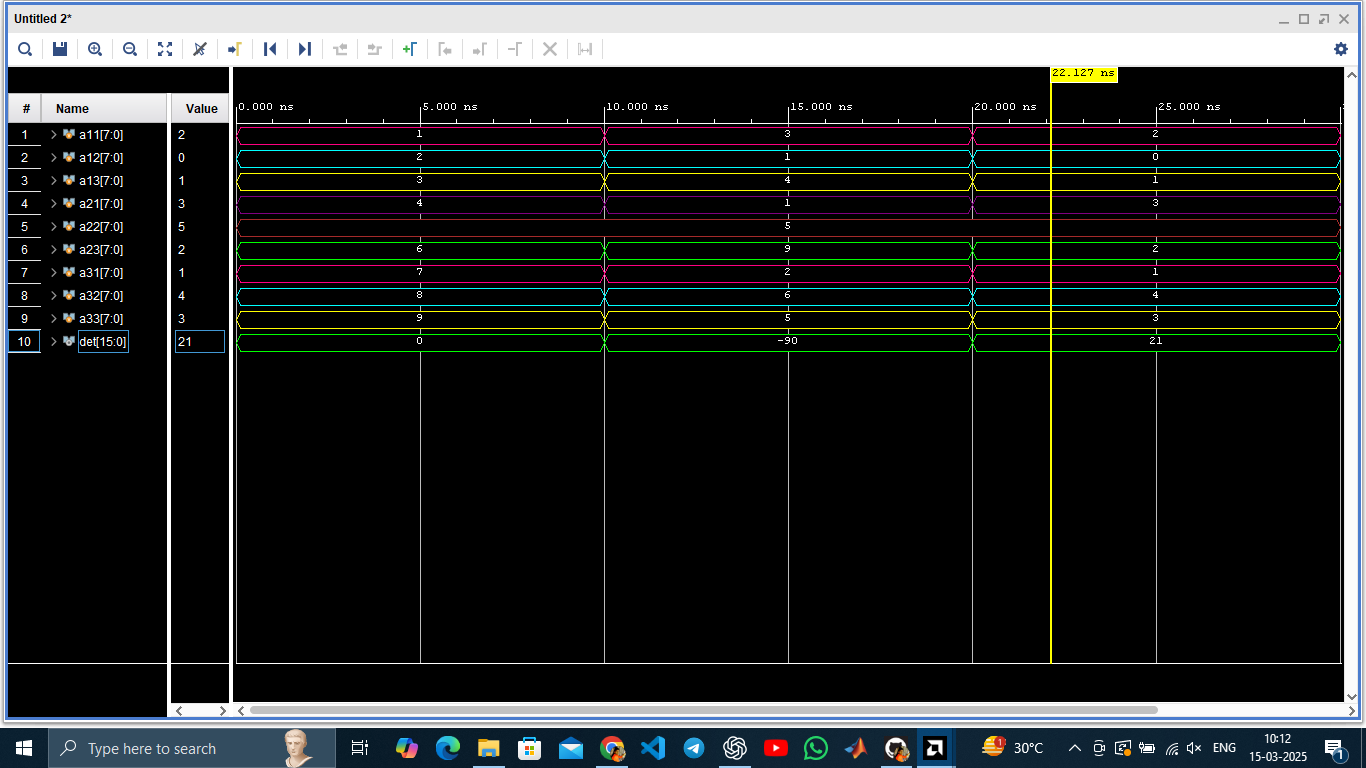 Untitled 2*
22.127 ns
# Name Value
0.000 ns 5.000 ns 10.000 ns 15.000 ns 20.000 ns 25.000 ns
1 a11[7:0] 2 1 3 2
2 a12[7:0] 0 2 1 0
3 a13[7:0] 1 3 4 1
4 a21[7:0] 3 4 1 3
5 a22[7:0] 5 5
6 a23[7:0] 2 6 9 2
7 a31[7:0] 1 7 2 1
8 a32[7:0] 4 8 6 4
9 a33[7:0] 3 9 5 3
10 det[15:0] 21 0 -90 21
Type here to search
1
30°C
ENG
10:12
15-03-2025
1